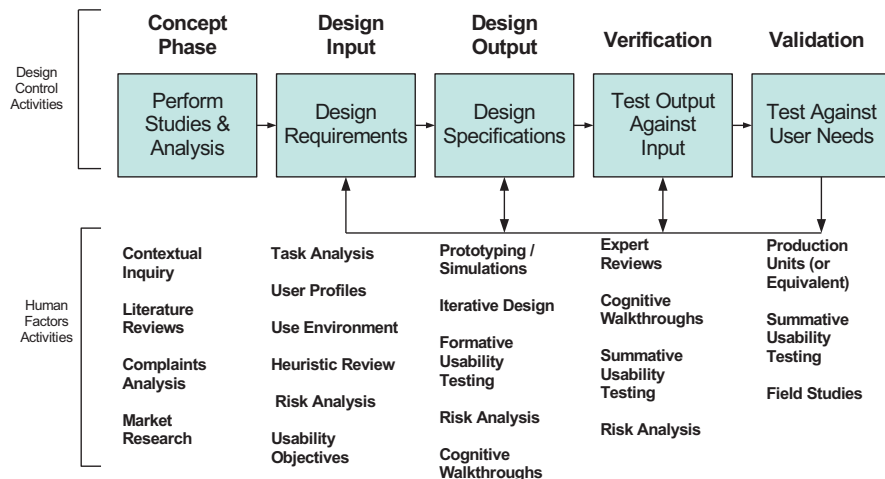 Concept
Phase
Design
Input
Design
Output
Verification
Validation
Design
Control
Activities
Perform
Studies &
Analysis
Design
Requirements
Design
Specifications
Test Output
Against
Input
Test Against
User Needs
Human
Factors
Activities
Contextual
Inquiry
Literature
Reviews
Complaints
Analysis
Market
Research
Task Analysis
User Profiles
Use Environment
Heuristic Review
Risk Analysis
Usability
Objectives
Prototyping /
Simulations
Iterative Design
Formative
Usability
Testing
Risk Analysis
Cognitive
Walkthroughs
Expert
Reviews
Cognitive
Walkthroughs
Summative
Usability
Testing
Risk Analysis
Production
Units (or
Equivalent)
Summative
Usability
Testing
Field Studies